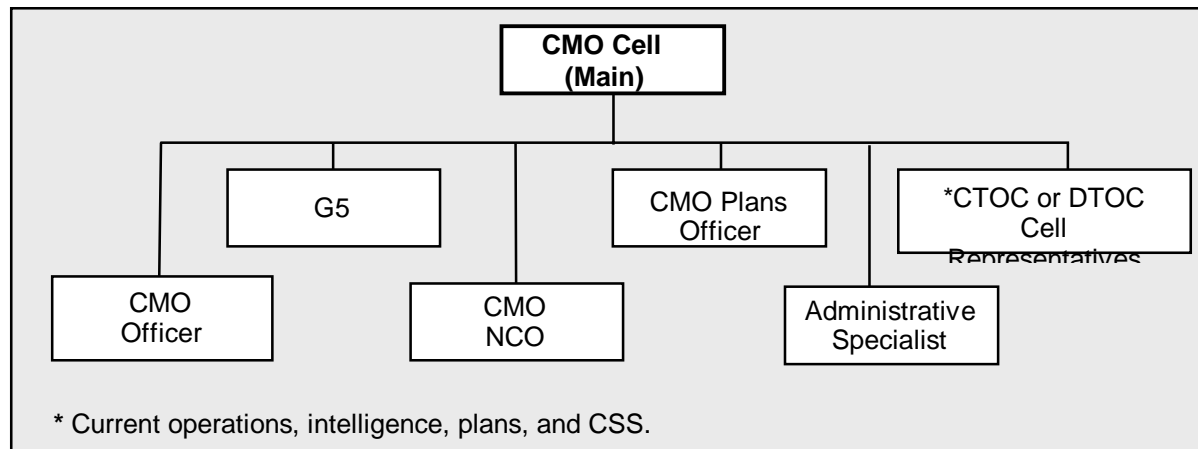 CMO Cell
(Main)
G5
CMO Plans
Officer
*CTOC or DTOC
Cell
Representatives
CMO
Officer
CMO
NCO
Administrative
Specialist
* Current operations, intelligence, plans, and CSS.